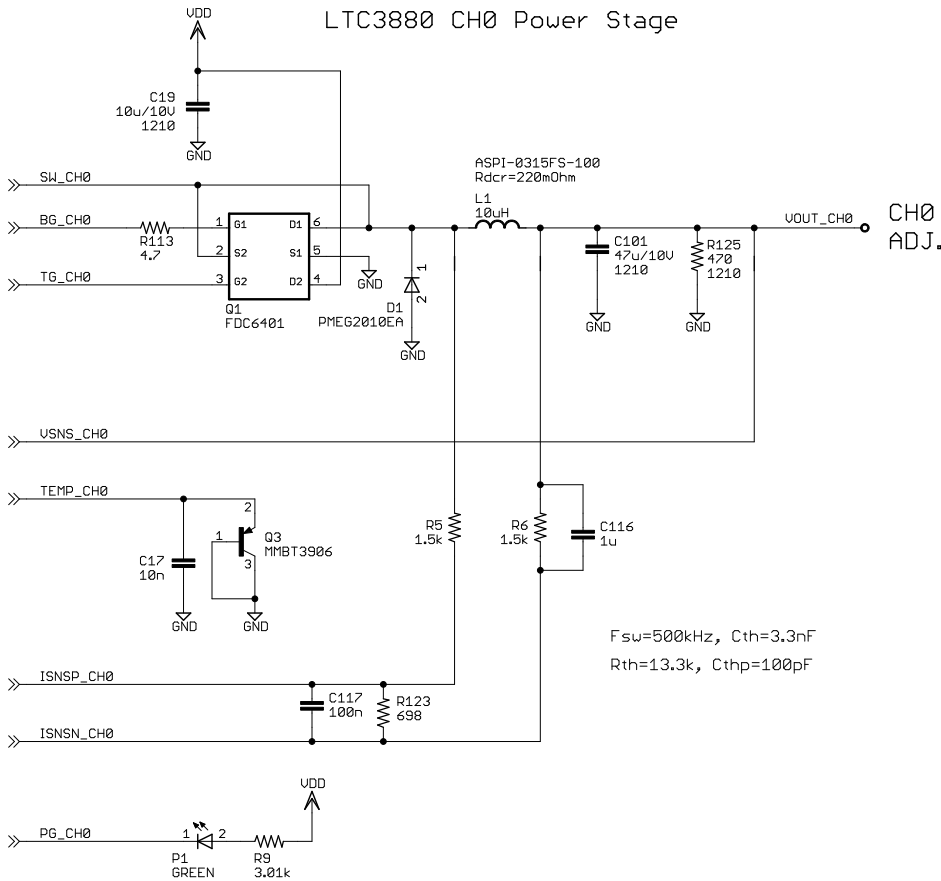 LTC3880 CH0 Power Stage
VDD
C19
10u/10V
1210
GND
SW_CH0
BG_CH0
R113
4.7
TG_CH0
1 G1 D1 6
2 S2 S1 5
3 G2 D2 4
Q1
FDC6401
GND
1
2
D1
PMEG2010EA
GND
ASPI-0315FS-100
Rdcr=220mOhm
L1
10uH
C101
47u/10V
1210
GND
R125
470
1210
GND
VOUT_CH0
CH0
ADJ.
VSNS_CH0
TEMP_CH0
C17
10n
GND
1
2
3
Q3
MMBT3906
GND
R5
1.5k
R6
1.5k
C116
1u
Fsw=500kHz, Cth=3.3nF
Rth=13.3k, Cthp=100pF
ISNSP_CH0
C117
100n
R123
698
ISNSN_CH0
VDD
PG_CH0
1 2
P1
GREEN
R9
3.01k